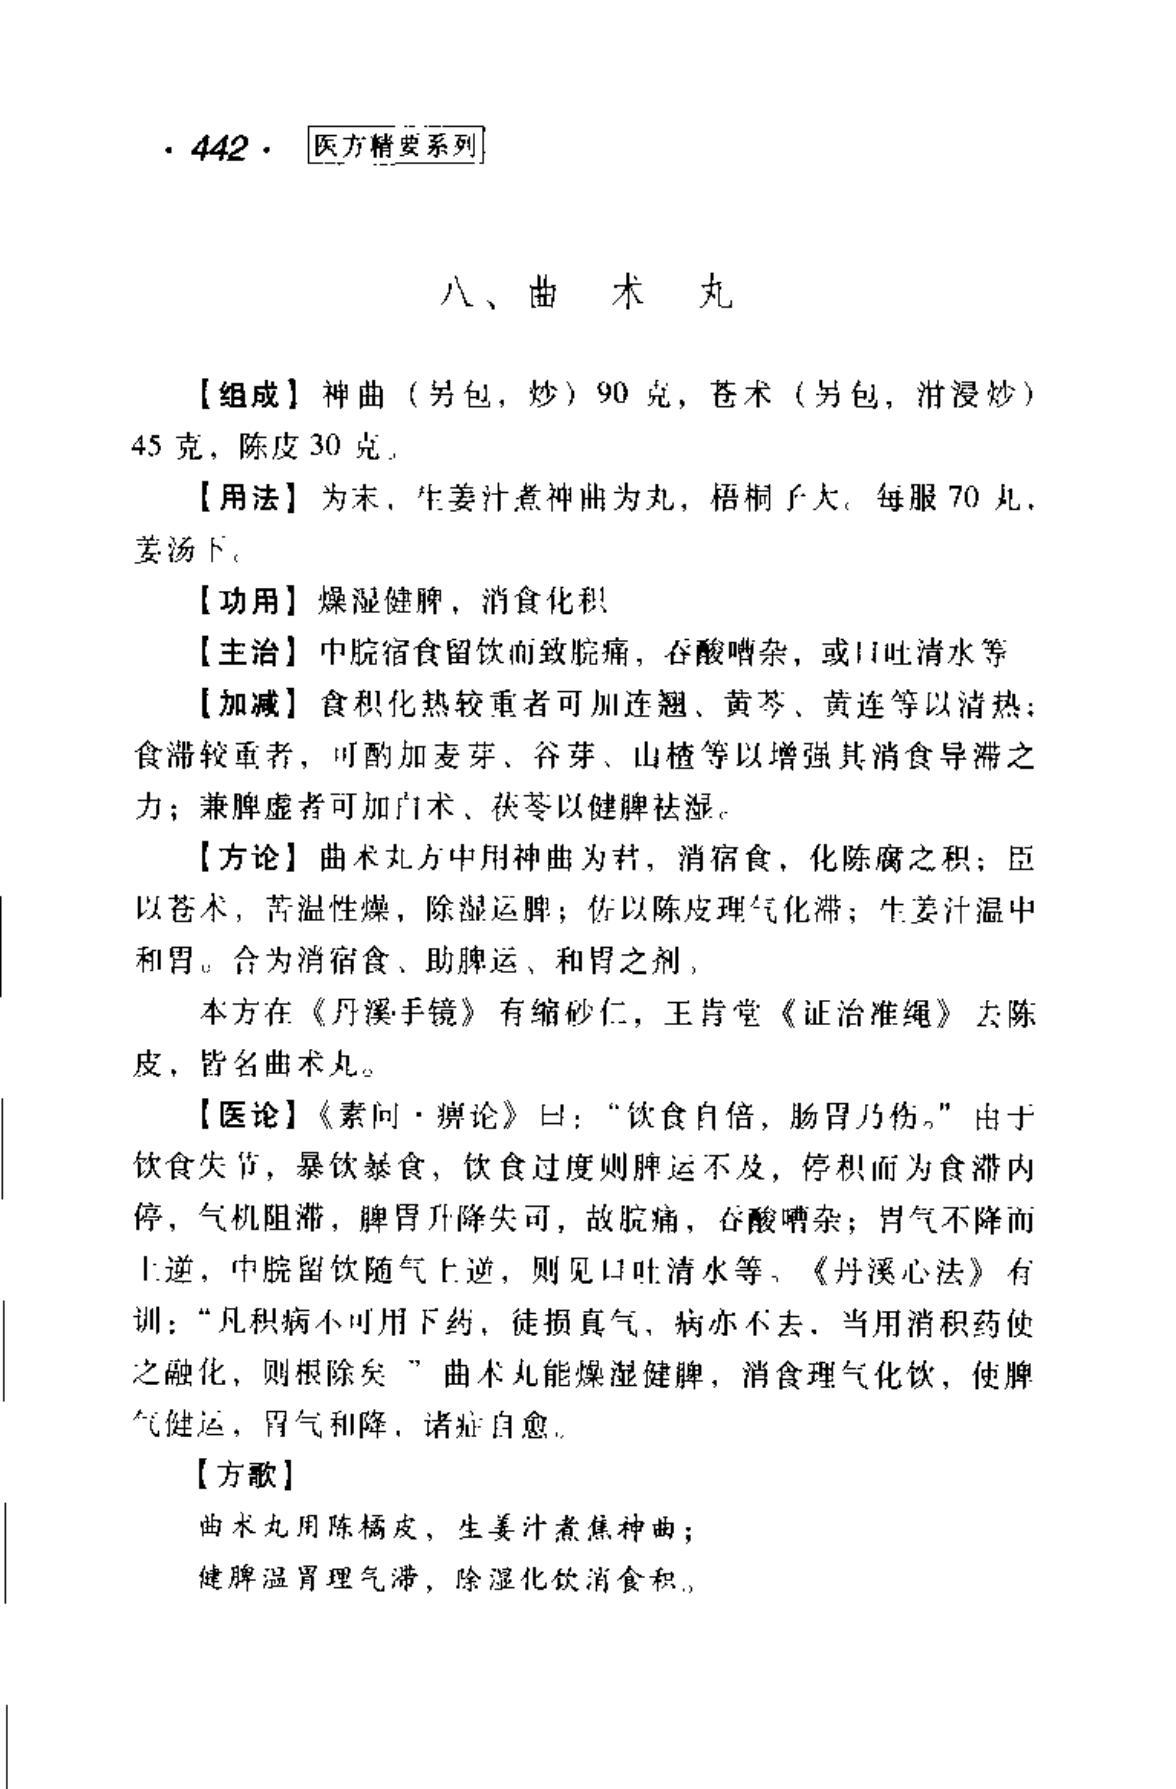 · 442 · 医方精要系列
八、曲 术 丸
【组成】 神曲（另包，炒）90 克，苍术（另包，泔浸炒）
45 克，陈皮 30 克。
【用法】 为末，生姜汁煮神曲为丸，梧桐子大。每服 70 丸，
姜汤下。
【功用】 燥湿健脾，消食化积
【主治】 中脘宿食留饮而致脘痛，吞酸嘈杂，或口吐清水等
【加减】 食积化热较重者可加连翘、黄芩、黄连等以清热；
食滞较重者，可酌加麦芽、谷芽、山楂等以增强其消食导滞之
力；兼脾虚者可加白术、茯苓以健脾祛湿。
【方论】 曲术丸方中用神曲为君，消宿食，化陈腐之积；臣
以苍术，苦温性燥，除湿运脾；佐以陈皮理气化滞；生姜汁温中
和胃。合为消宿食、助脾运、和胃之剂。
本方在《丹溪手镜》有缩砂仁，王肯堂《证治准绳》去陈
皮，皆名曲术丸。
【医论】《素问·痹论》曰：“饮食自倍，肠胃乃伤。”由于
饮食失节，暴饮暴食，饮食过度则脾运不及，停积而为食滞内
停，气机阻滞，脾胃升降失司，故脘痛，吞酸嘈杂；胃气不降而
上逆，中脘留饮随气上逆，则见口吐清水等。《丹溪心法》有
训：“凡积病不可用下药，徒损真气，病亦不去，当用消积药使
之融化，则根除矣 ”曲术丸能燥湿健脾，消食理气化饮，使脾
气健运，胃气和降，诸症自愈。
【方歌】
曲术丸用陈橘皮，生姜汁煮焦神曲；
健脾温胃理气滞，除湿化饮消食积。